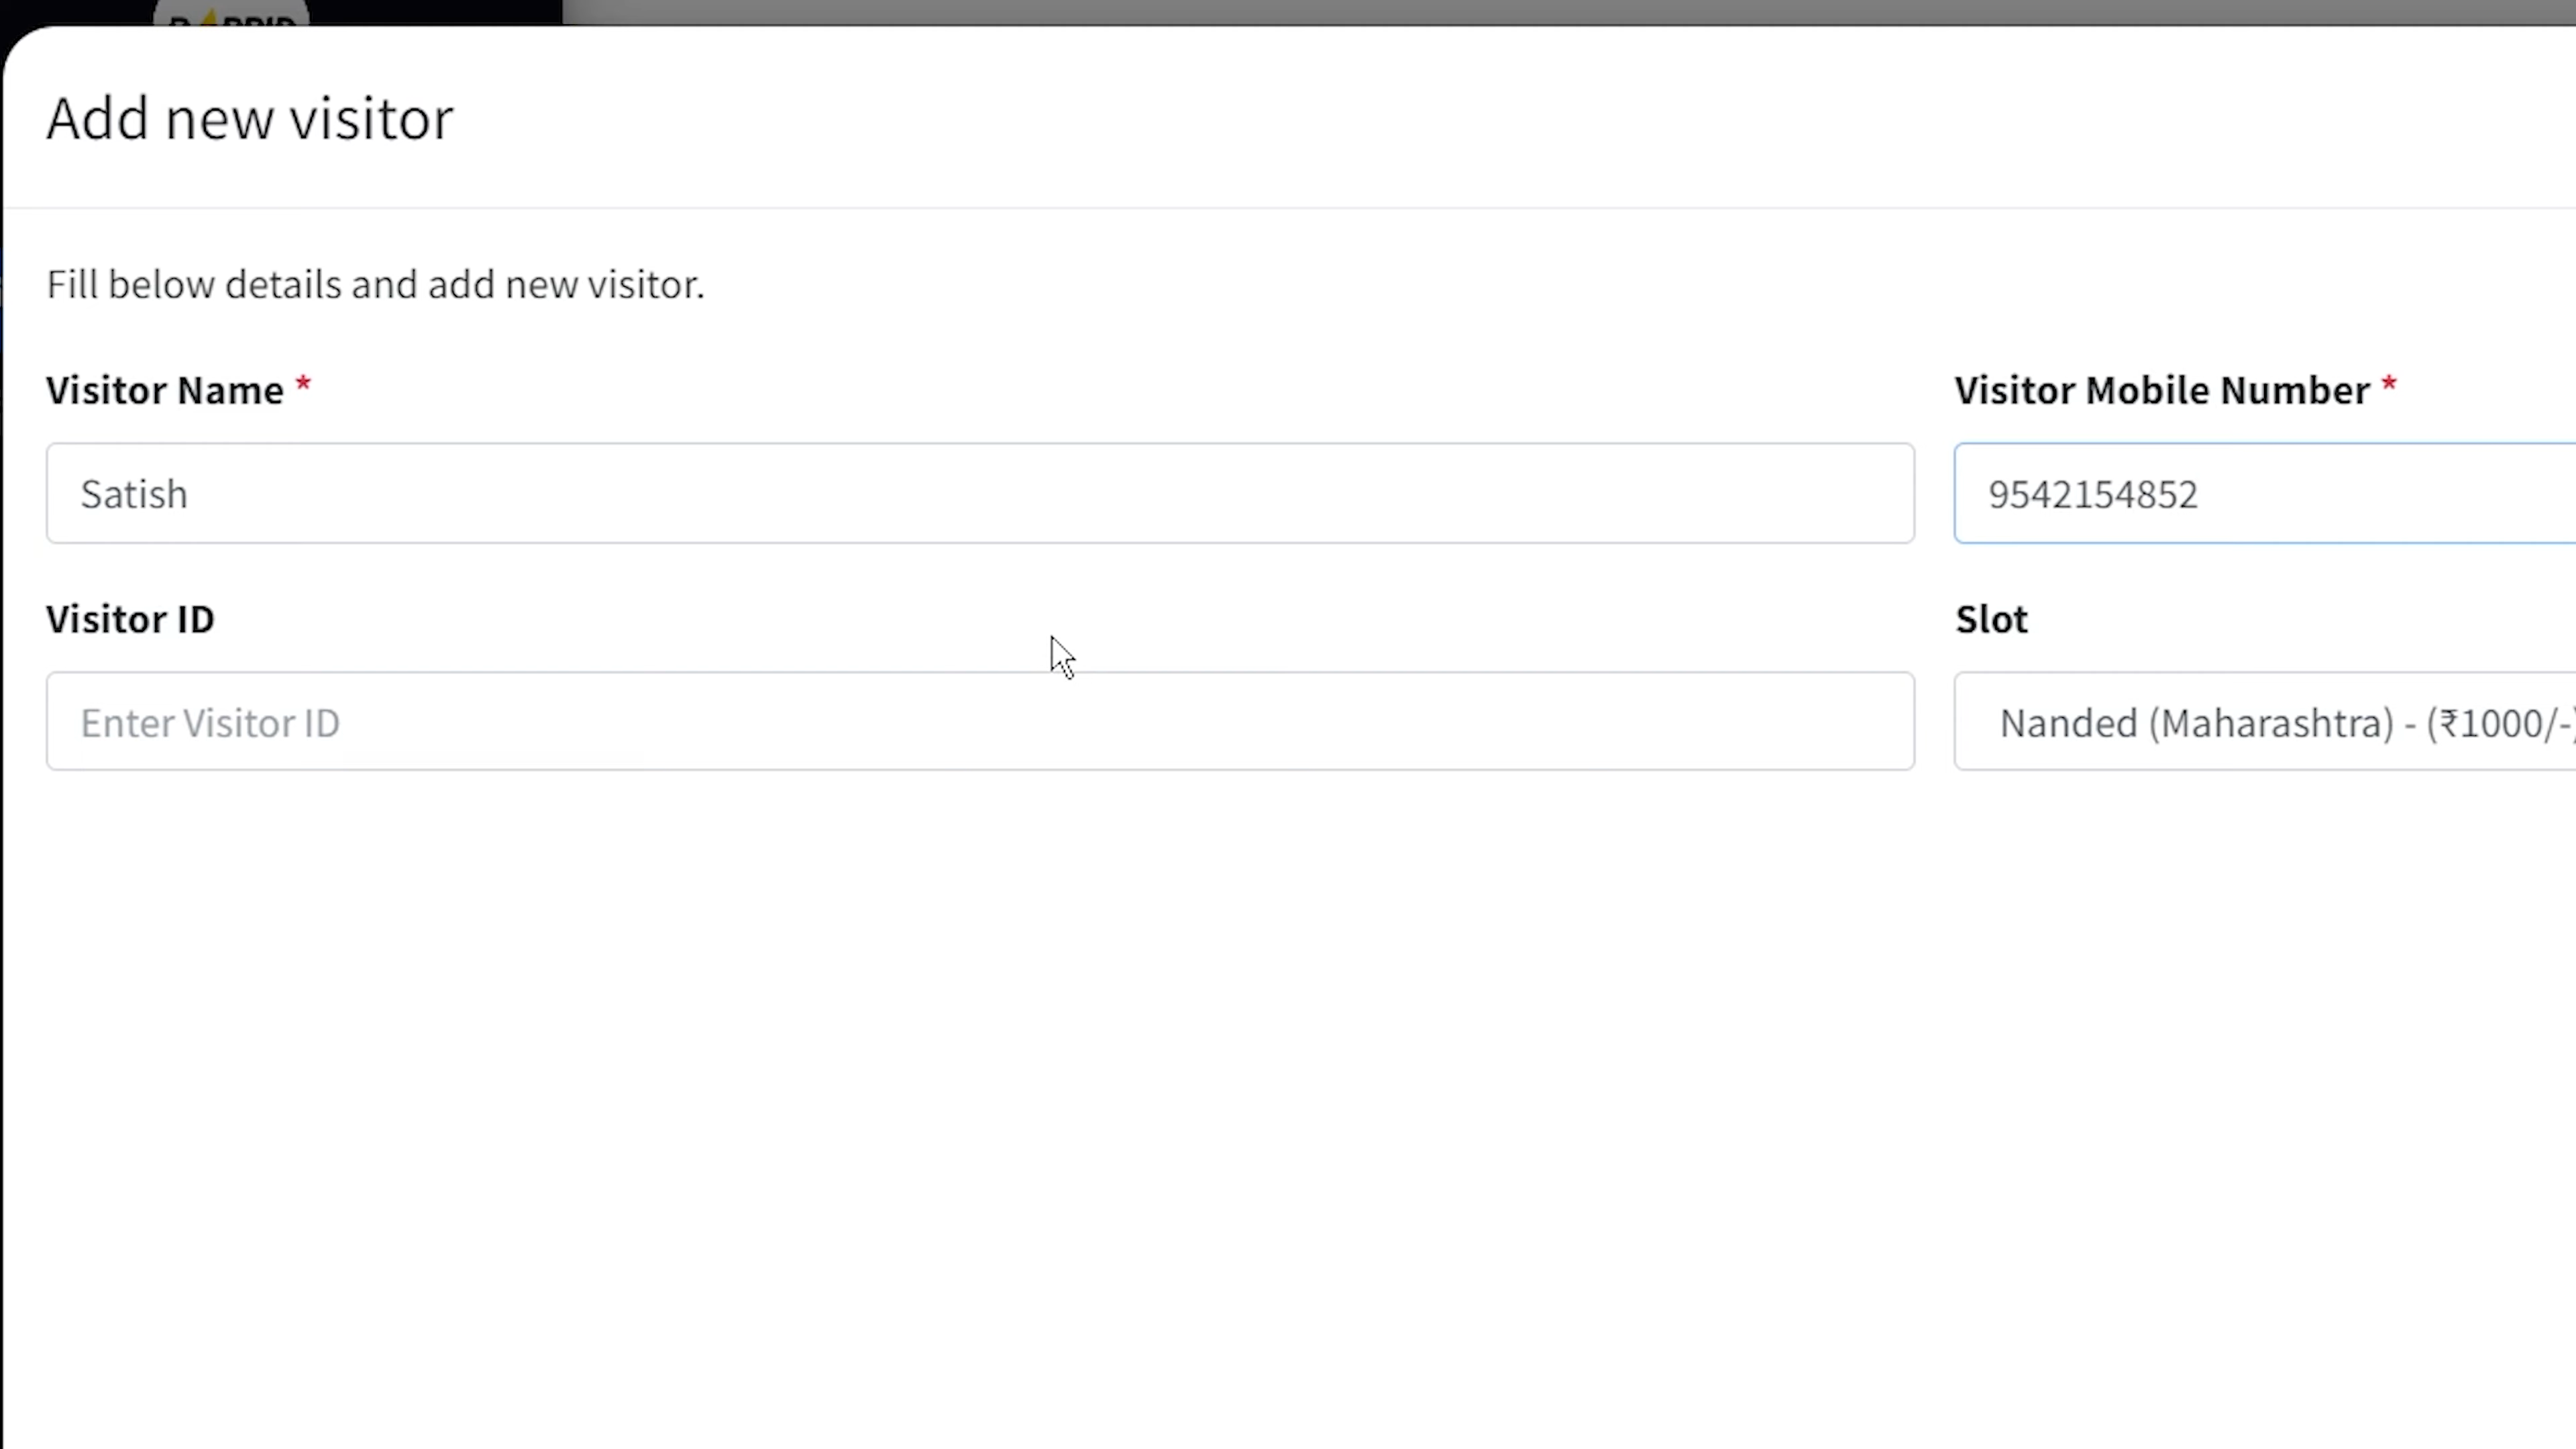 Add new visitor
Fill below details and add new visitor.
Visitor Name *
Visitor Mobile Number *
Satish
9542154852
Visitor ID
Slot
Enter Visitor ID
Nanded (Maharashtra) - (₹1000/-)